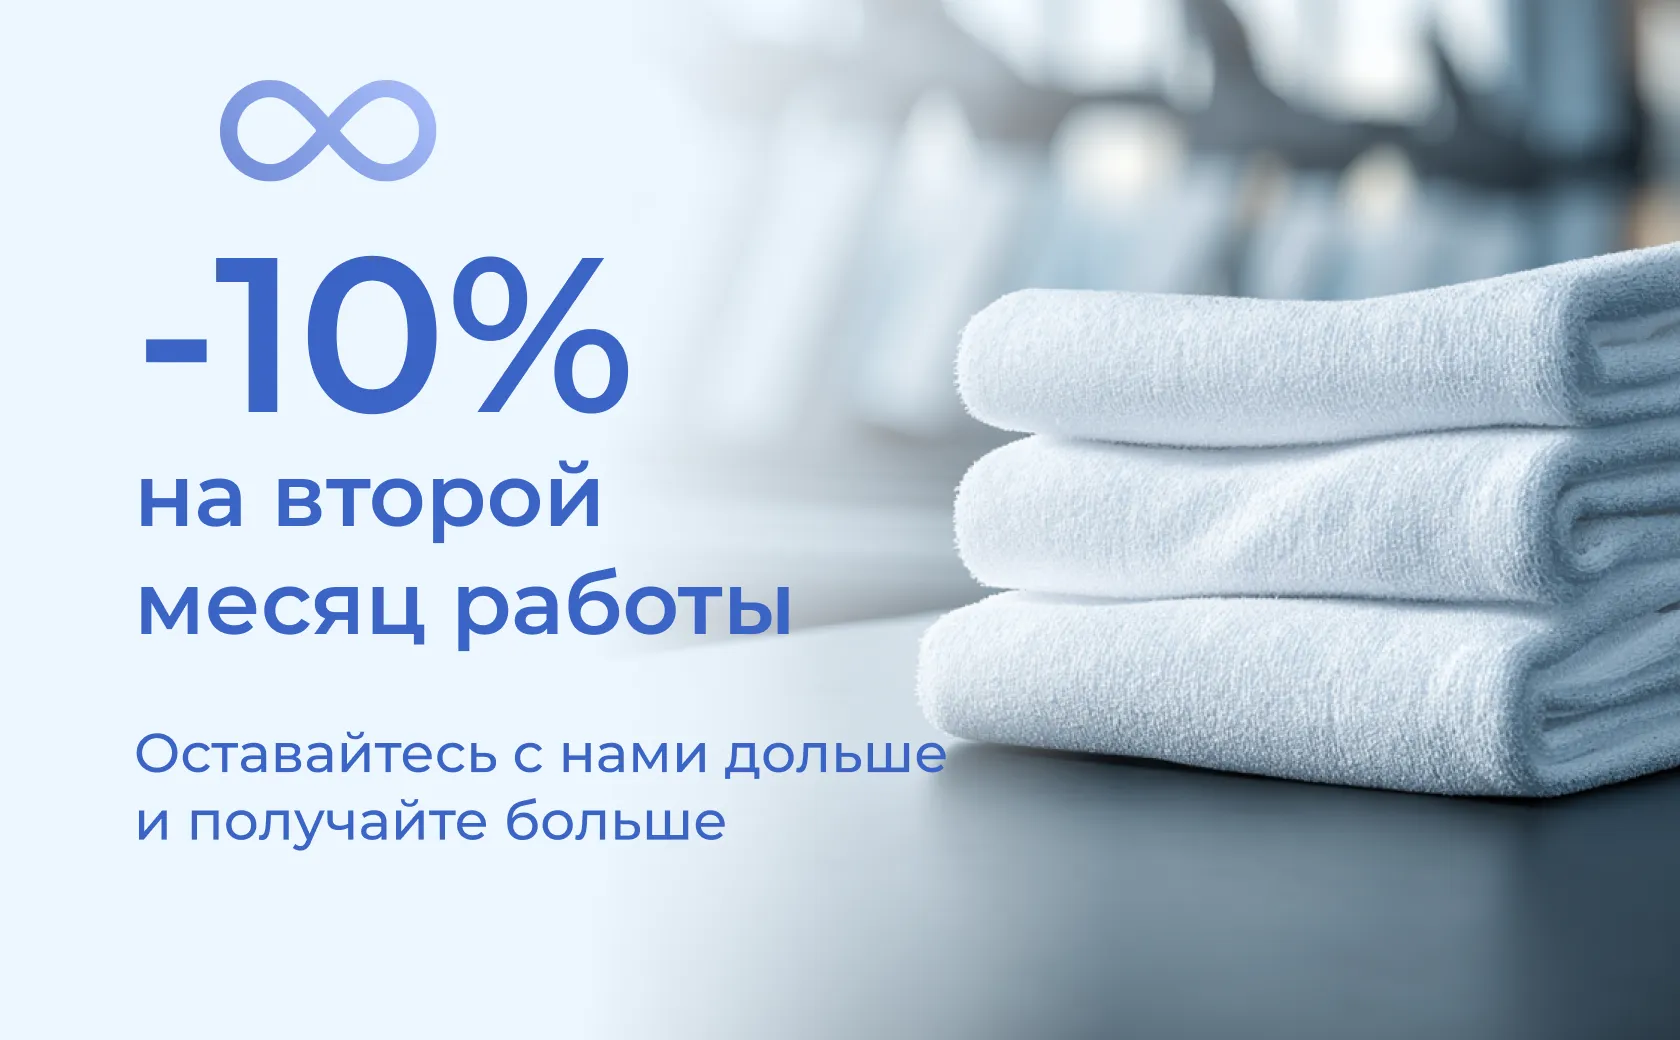 -10%
на второй
месяц работы
Оставайтесь с нами дольше
и получайте больше